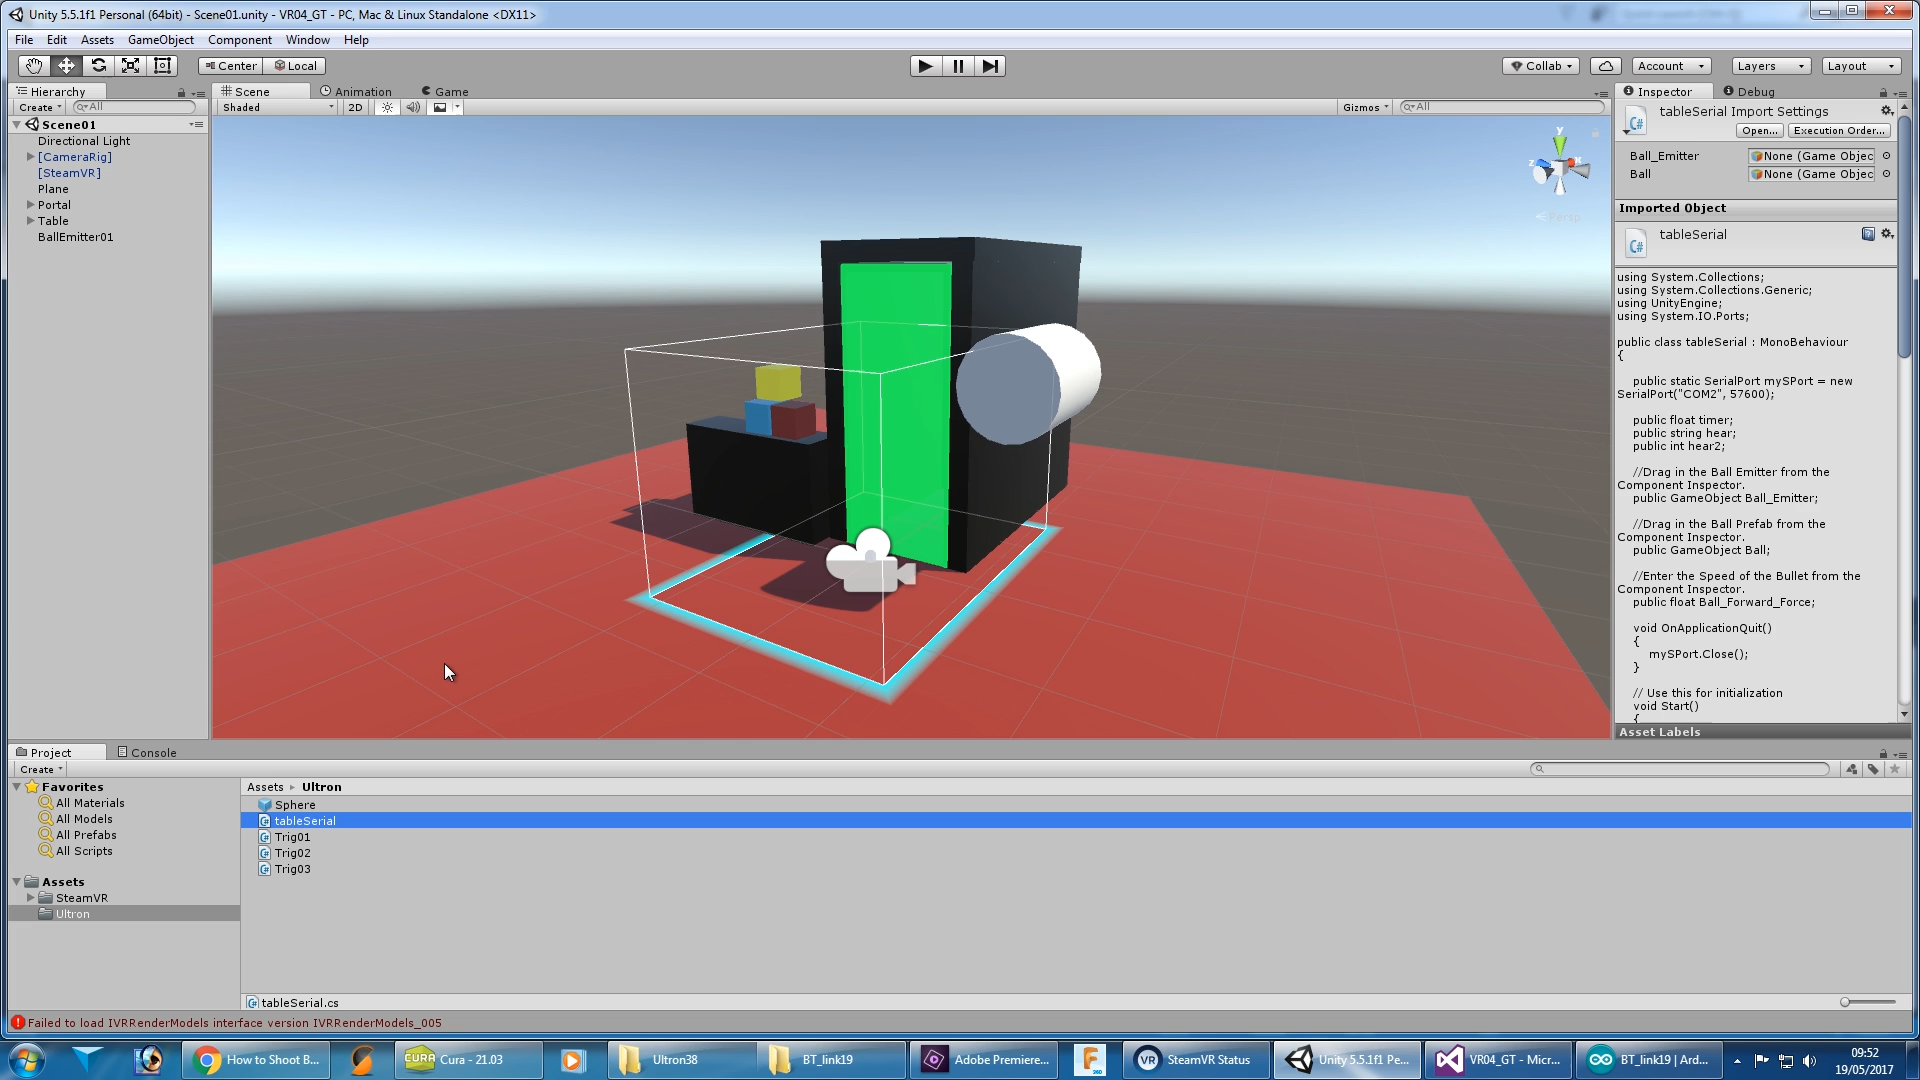 Unity 5.5.1f1 Personal (64bit) - Scene01.unity - VR04_GT - PC, Mac & Linux Standalone <DX11>
File Edit Assets GameObject Component Window Help
Center Local Collab Account Layers Layout
Hierarchy Scene Animation Game Inspector Debug
Create All Shaded 2D Gizmos All
Scene01
Directional Light
[CameraRig]
[SteamVR]
Plane
Portal
Table
BallEmitter01
y
z
x
Persp
tableSerial Import Settings
Open... Execution Order...
Ball_Emitter None (Game Objec
Ball None (Game Objec
Imported Object
C#
tableSerial
using System.Collections;
using System.Collections.Generic;
using UnityEngine;
using System.IO.Ports;
public class tableSerial : MonoBehaviour
{
public static SerialPort mySPort = new
SerialPort("COM2", 57600);
public float timer;
public string hear;
public int hear2;
//Drag in the Ball Emitter from the
Component Inspector.
public GameObject Ball_Emitter;
//Drag in the Ball Prefab from the
Component Inspector.
public GameObject Ball;
//Enter the Speed of the Bullet from the
Component Inspector.
public float Ball_Forward_Force;
void OnApplicationQuit()
{
mySPort.Close();
}
// Use this for initialization
void Start()
{
Asset Labels
Project Console
Create
Favorites
All Materials
All Models
All Prefabs
All Scripts
Assets
SteamVR
Ultron
Assets Ultron
Sphere
tableSerial
Trig01
Trig02
Trig03
tableSerial.cs
Failed to load IVRRenderModels interface version IVRRenderModels_005
How to Shoot B... CURA Cura - 21.03 Ultron38 BT_link19 Adobe Premiere... F 360 VR SteamVR Status Unity 5.5.1f1 Pe... VR04_GT - Micr... BT_link19 | Ard...
09:52
19/05/2017